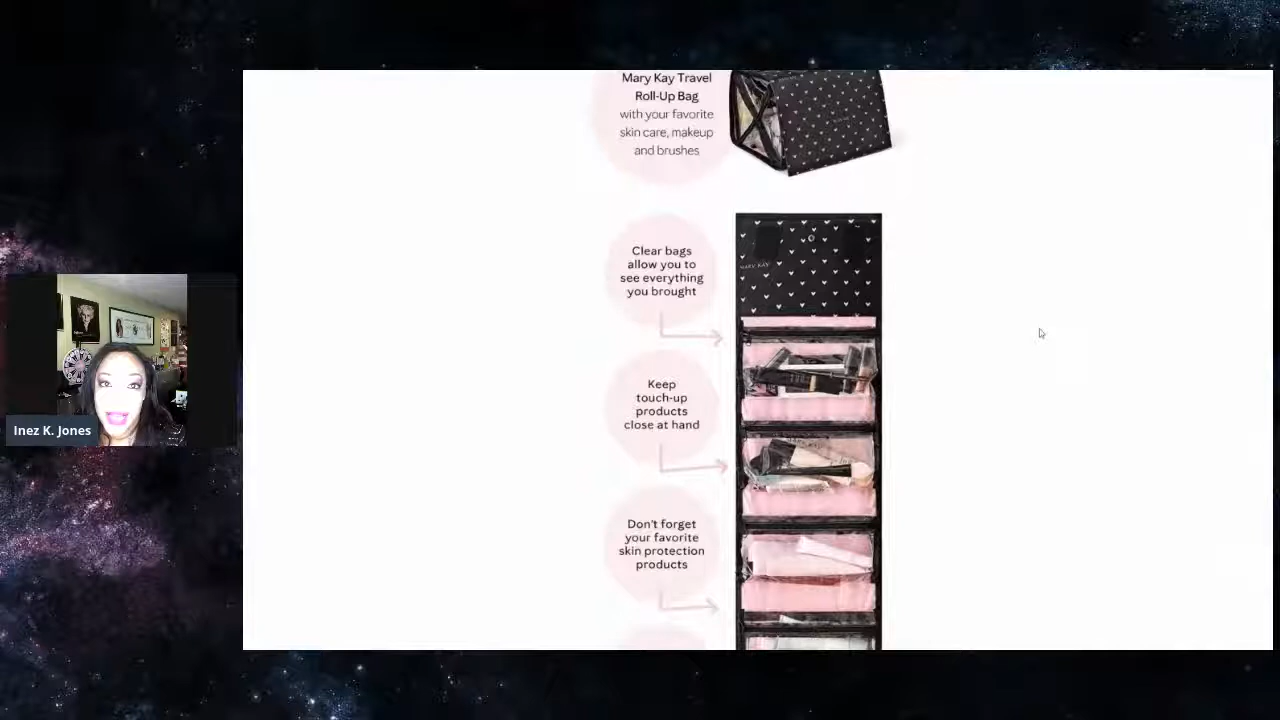 Mary Kay Travel
Roll-Up Bag
with your favorite
skin care, makeup
and brushes
Clear bags
allow you to
see everything
you brought
MARY KAY
Keep
touch-up
products
close at hand
Don't forget
your favorite
skin protection
products
Inez K. Jones